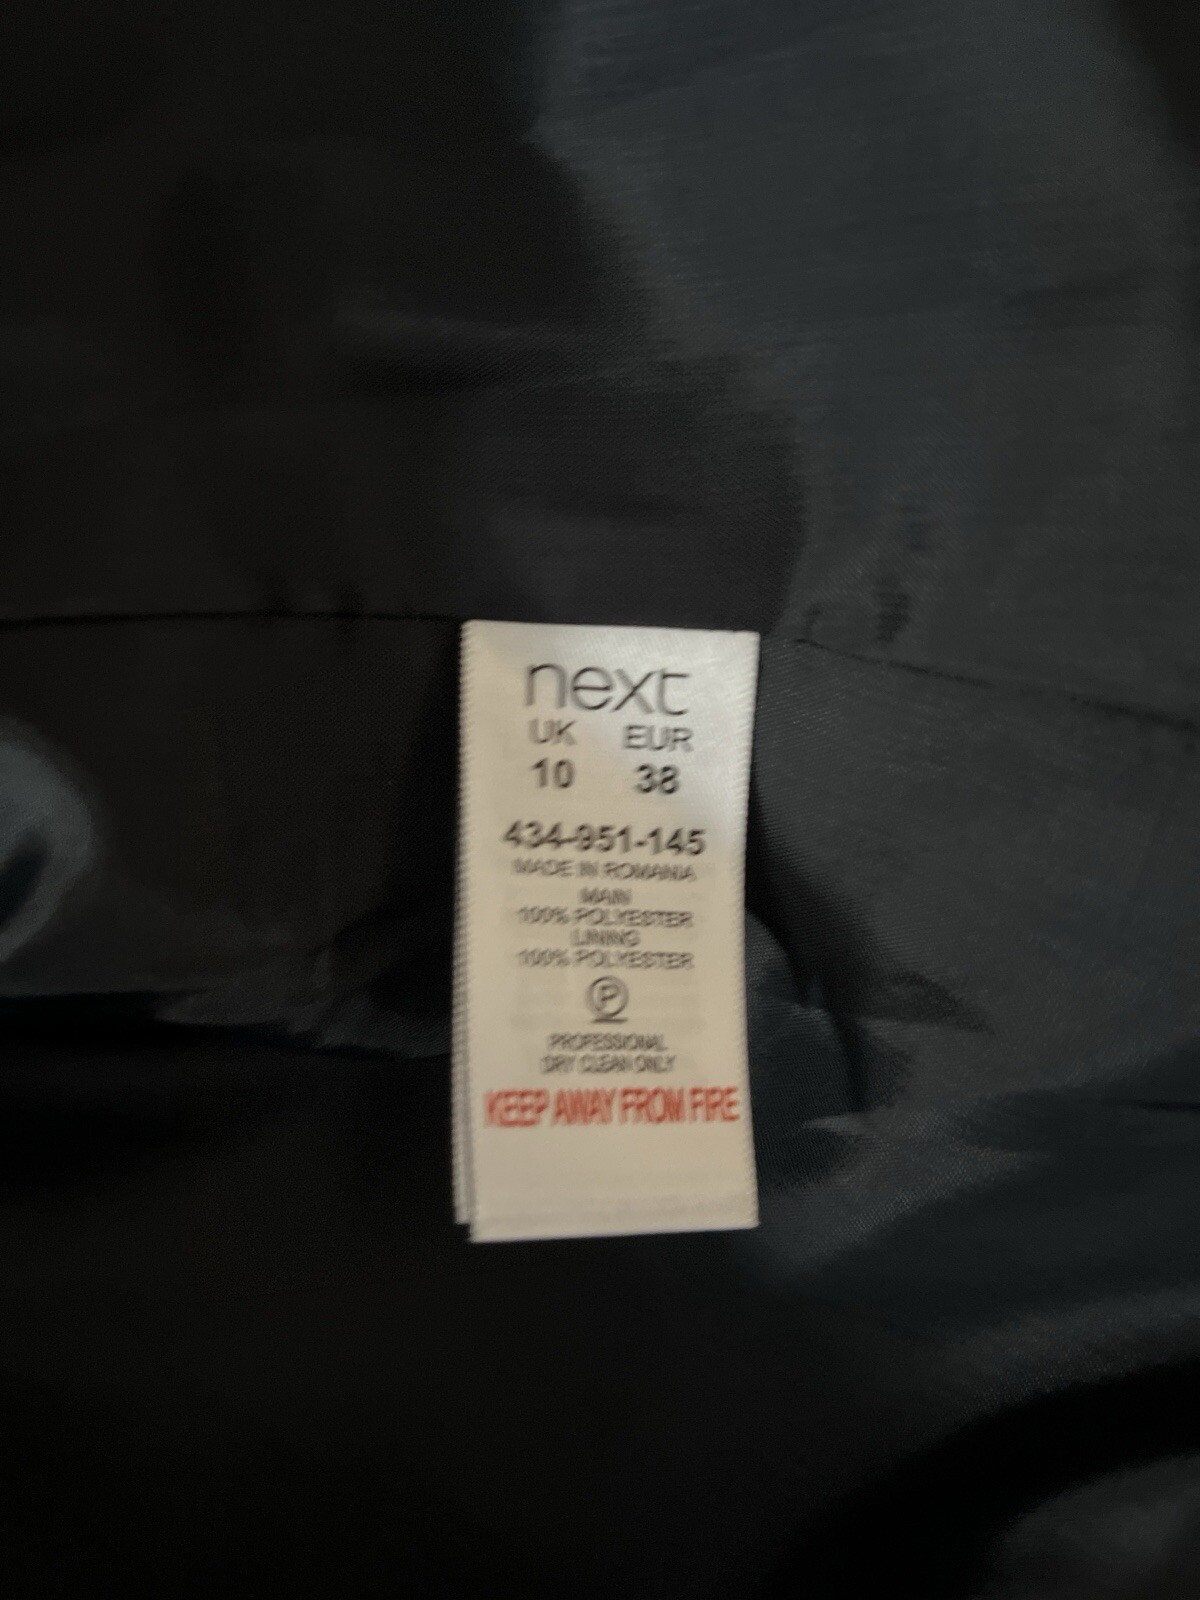 next
UK EUR
10 38
434-951-145
MADE IN ROMANIA
MAIN
100% POLYESTER
LINING
100% POLYESTER
P
PROFESSIONAL
DRY CLEAN ONLY
KEEP AWAY FROM FIRE